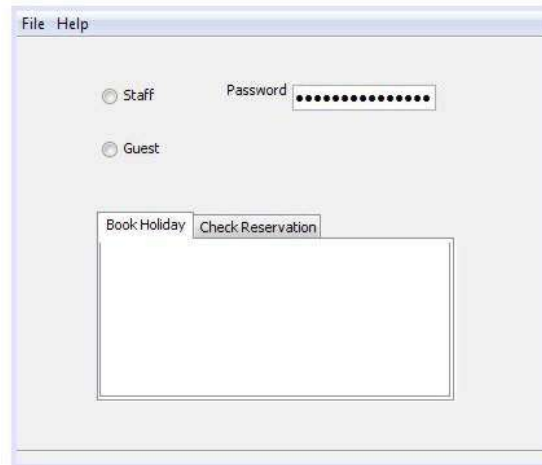 File Help
Staff Password ●●●●●●●●●●●●●●●
Guest
Book Holiday Check Reservation